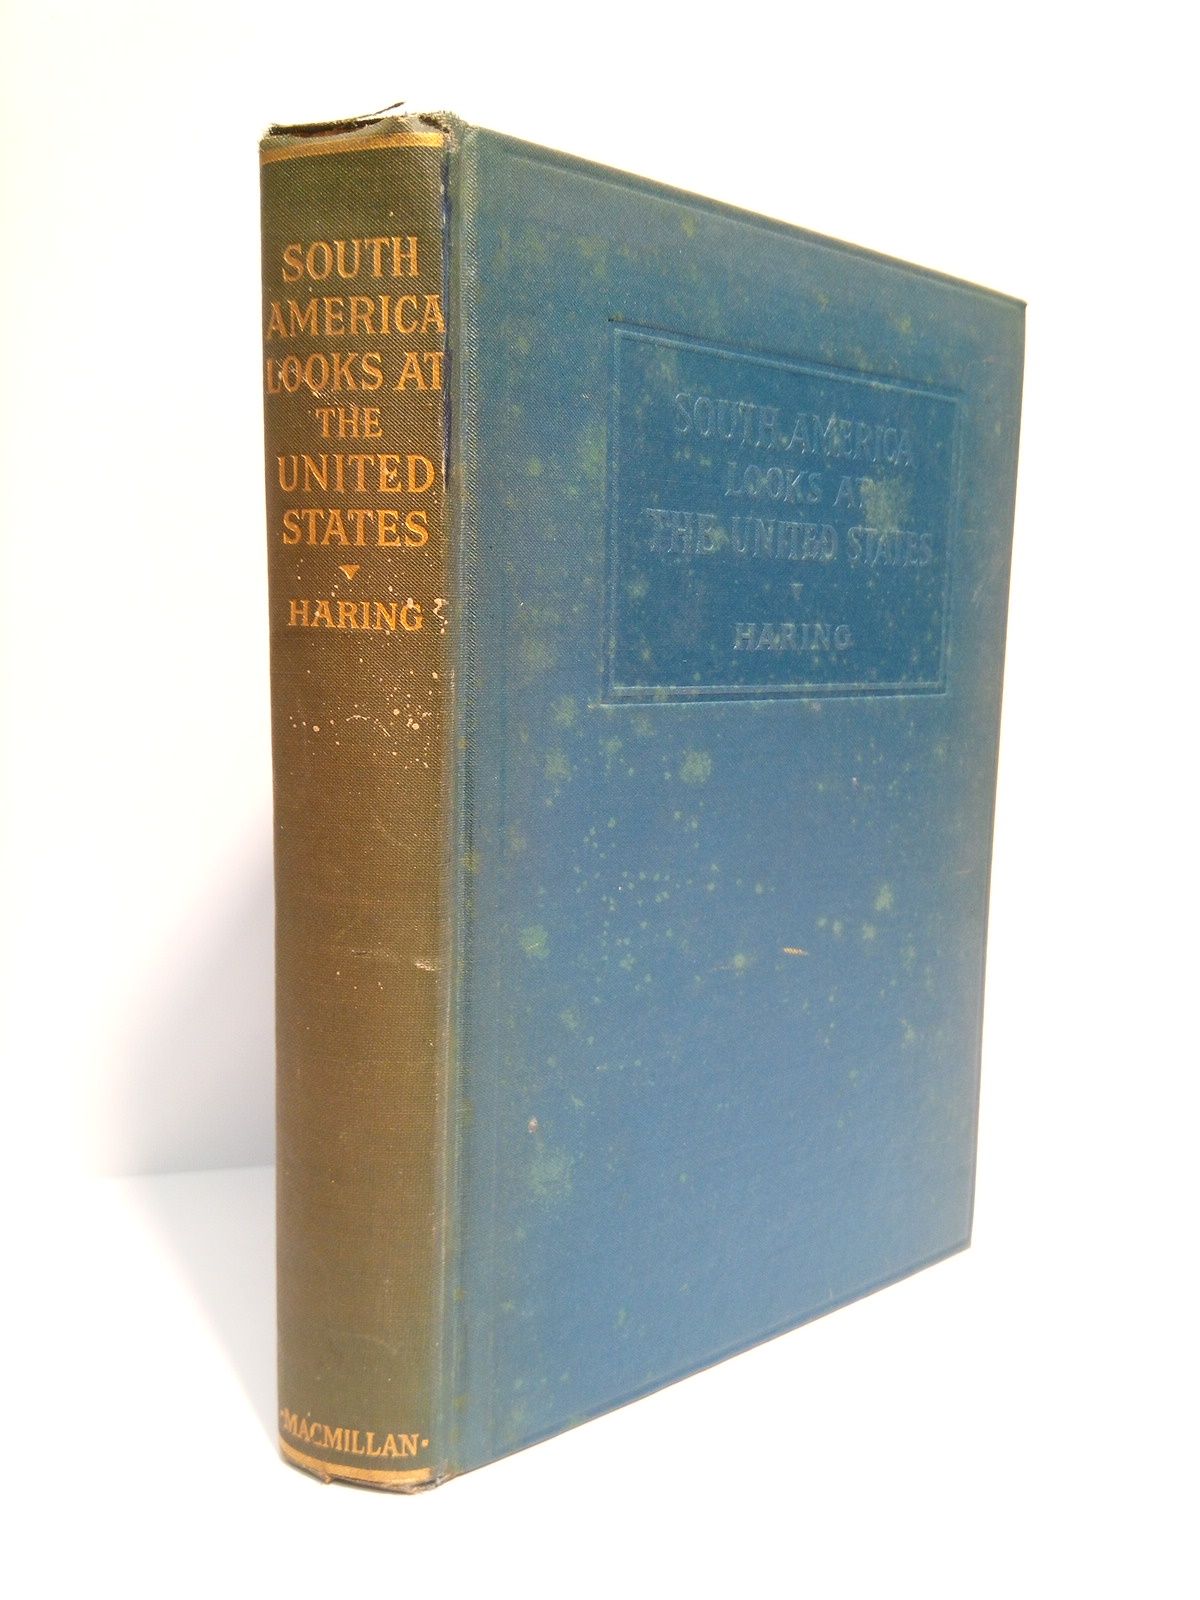 SOUTH
AMERICA
LOOKS AT
THE
UNITED
STATES
HARING
MACMILLAN
SOUTH AMERICA
LOOKS AT
THE UNITED STATES
HARING